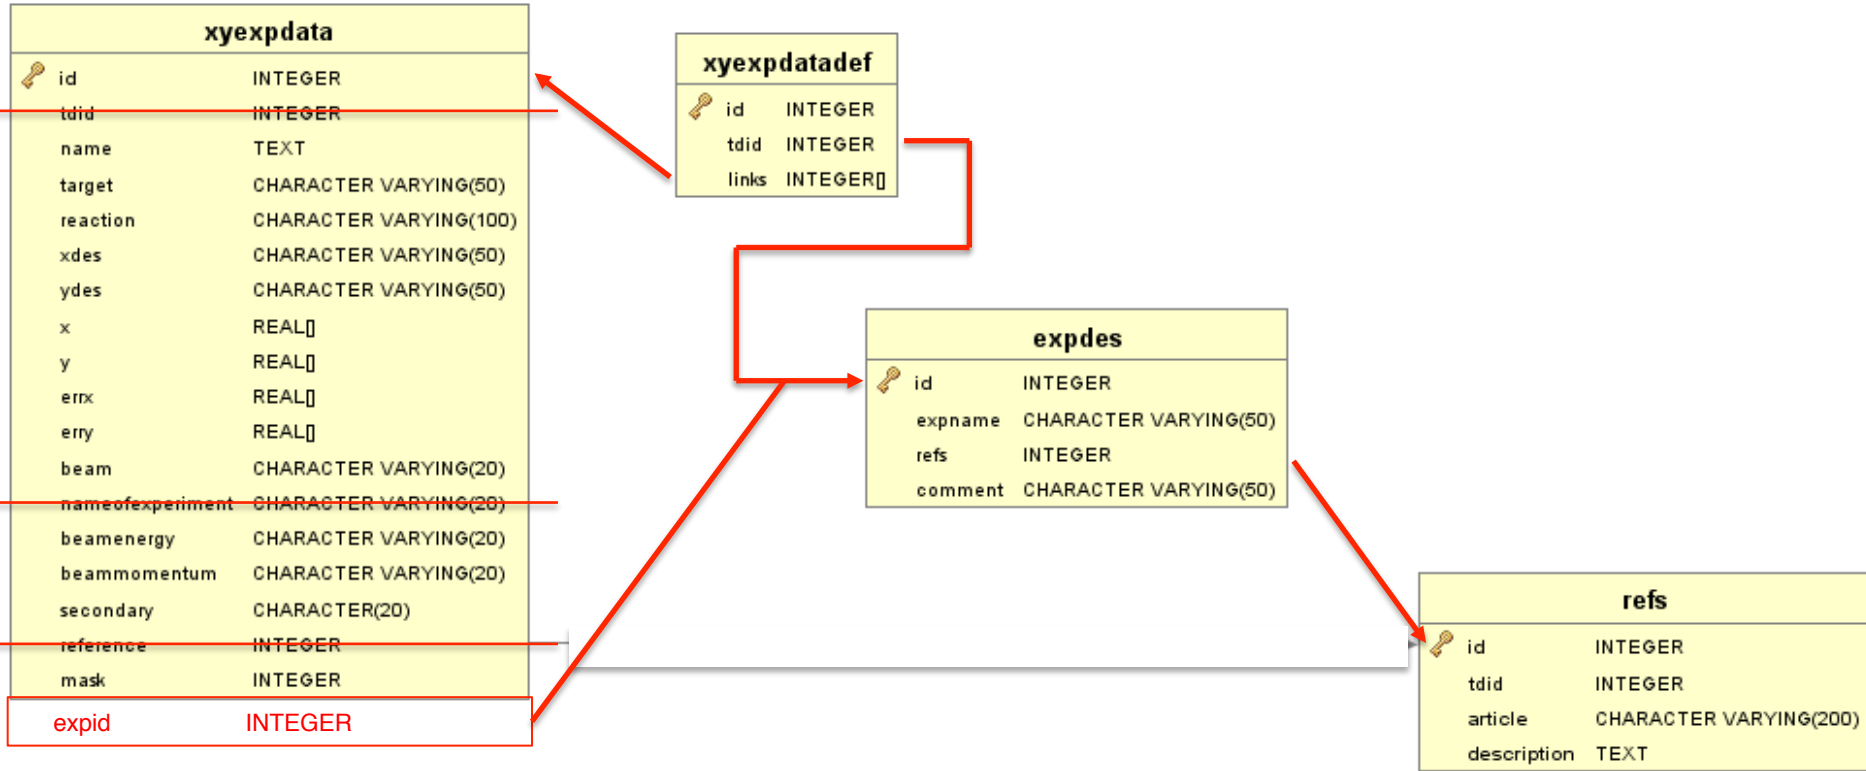 xyexpdata
id INTEGER
tdid INTEGER
name TEXT
target CHARACTER VARYING(50)
reaction CHARACTER VARYING(100)
xdes CHARACTER VARYING(50)
ydes CHARACTER VARYING(50)
x REAL[]
y REAL[]
errx REAL[]
erry REAL[]
beam CHARACTER VARYING(20)
nameofexperiment CHARACTER VARYING(20)
beamenergy CHARACTER VARYING(20)
beammomentum CHARACTER VARYING(20)
secondary CHARACTER(20)
reference INTEGER
mask INTEGER
expid INTEGER
xyexpdatadef
id INTEGER
tdid INTEGER
links INTEGER[]
expdes
id INTEGER
expname CHARACTER VARYING(50)
refs INTEGER
comment CHARACTER VARYING(50)
refs
id INTEGER
tdid INTEGER
article CHARACTER VARYING(200)
description TEXT